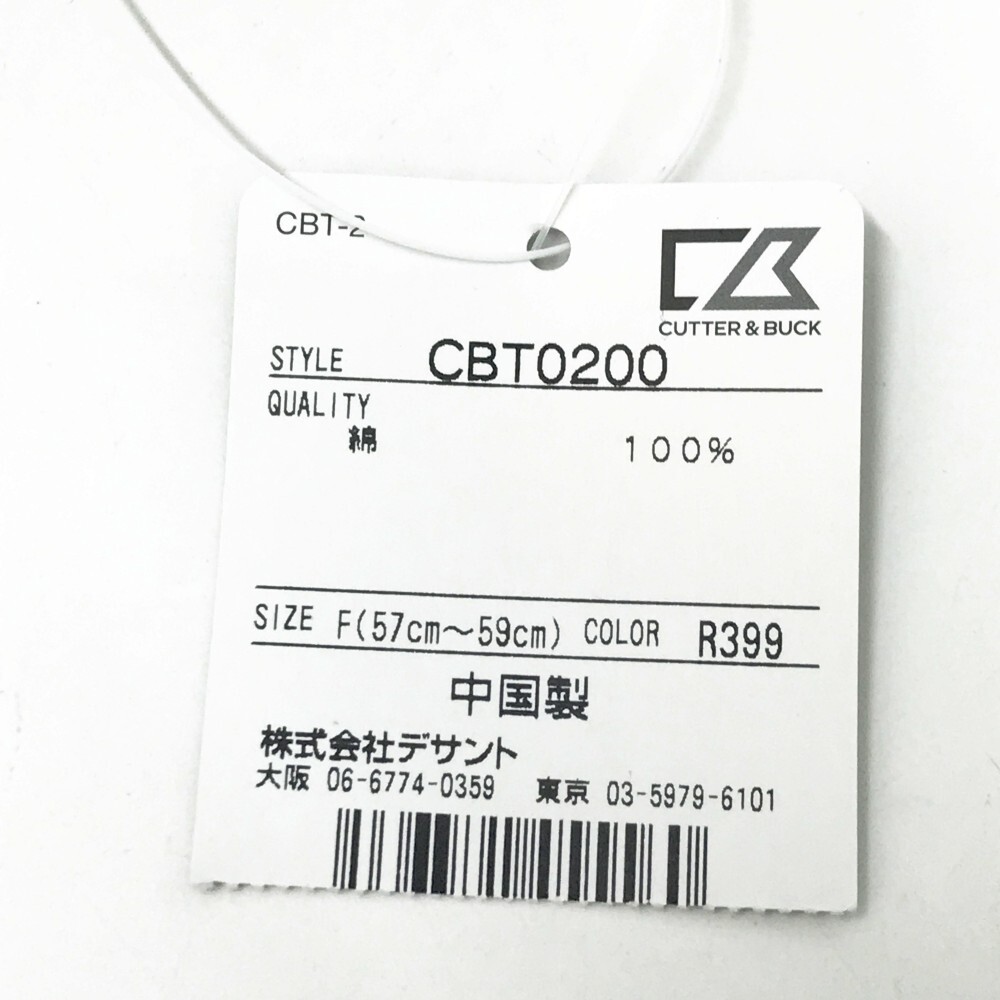 CBT-2
CUTTER & BUCK
STYLE CBT0200
QUALITY
綿 100%
SIZE F(57cm~59cm) COLOR R399
中国製
株式会社デサント
大阪 06-6774-0359 東京 03-5979-6101